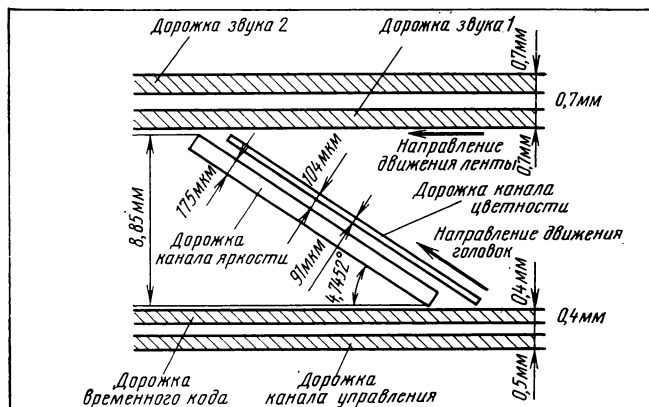 Дорожка звука 2
Дорожка звука 1
0,7мм
0,7мм
0,7мм
Направление
движения ленты
8,85мм
175мкм
104мкм
Дорожка канала
цветности
Дорожка
канала яркости
91мкм
4,7452°
Направление движения
головок
0,4мм
0,4мм
0,5мм
Дорожка
временного кода
Дорожка
канала управления